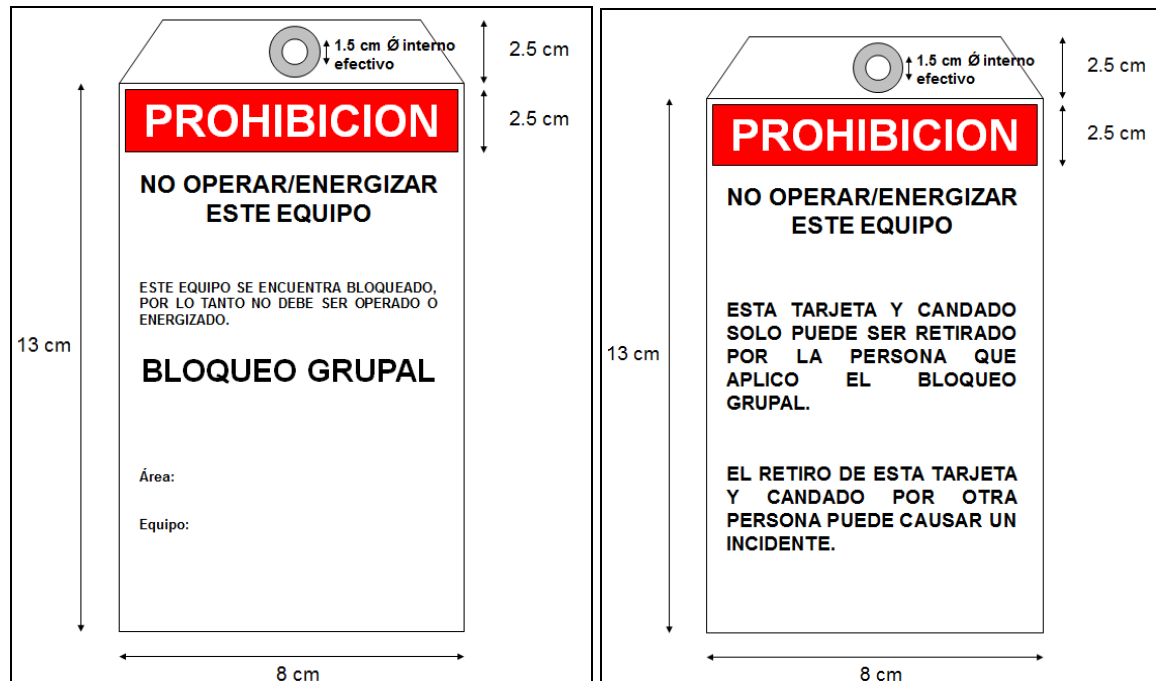 1.5 cm Ǿ interno
efectivo
2.5 cm
PROHIBICION
2.5 cm
NO OPERAR/ENERGIZAR
ESTE EQUIPO
ESTE EQUIPO SE ENCUENTRA BLOQUEADO,
POR LO TANTO NO DEBE SER OPERADO O
ENERGIZADO.
13 cm
BLOQUEO GRUPAL
Área:
Equipo:
8 cm
1.5 cm Ǿ interno
efectivo
2.5 cm
PROHIBICION
2.5 cm
NO OPERAR/ENERGIZAR
ESTE EQUIPO
ESTA TARJETA Y CANDADO
SOLO PUEDE SER RETIRADO
POR LA PERSONA QUE
APLICO EL BLOQUEO
GRUPAL.
13 cm
EL RETIRO DE ESTA TARJETA
Y CANDADO POR OTRA
PERSONA PUEDE CAUSAR UN
INCIDENTE.
8 cm